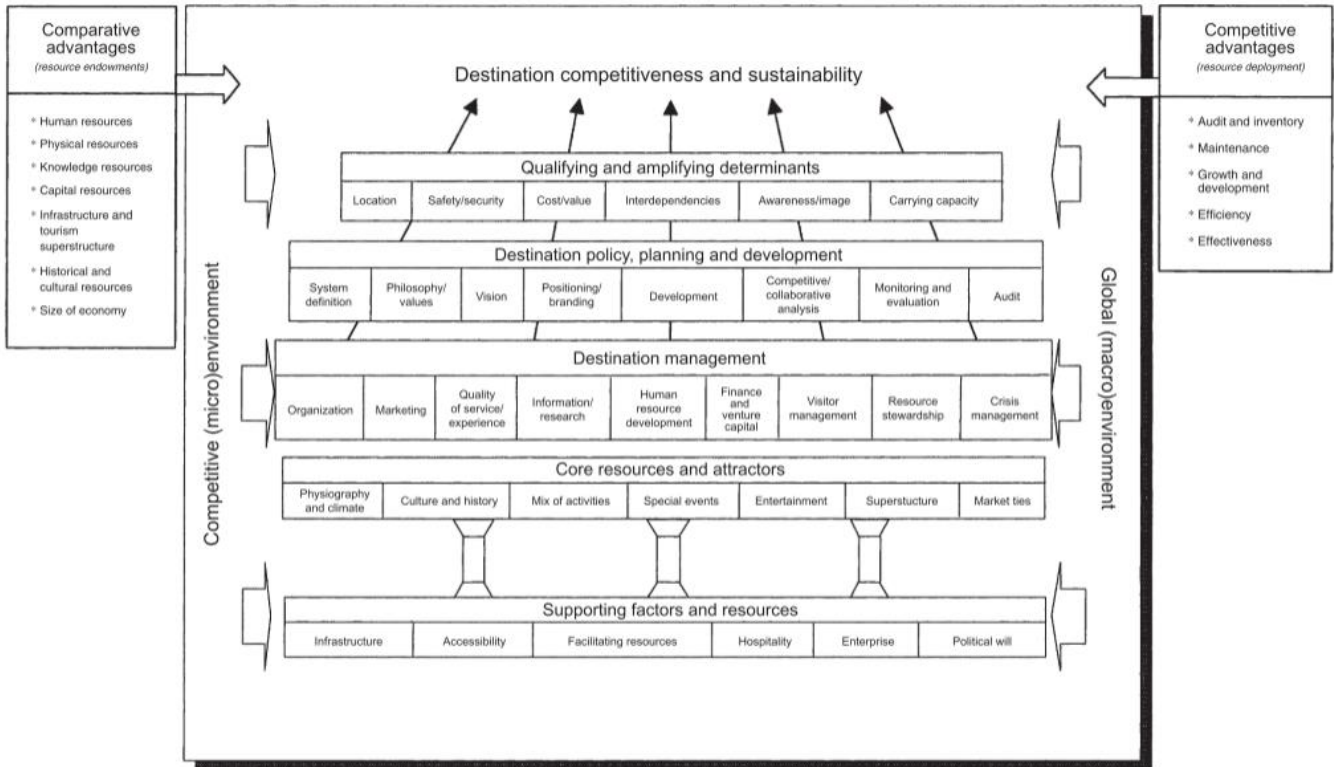 Comparative
advantages
(resource endowments)
* Human resources
* Physical resources
* Knowledge resources
* Capital resources
* Infrastructure and
tourism
superstructure
* Historical and
cultural resources
* Size of economy
Competitive (micro)environment
Destination competitiveness and sustainability
Qualifying and amplifying determinants
Location
Safety/security
Cost/value
Interdependencies
Awareness/image
Carrying capacity
Destination policy, planning and development
System
definition
Philosophy/
values
Vision
Positioning/
branding
Development
Competitive/
collaborative
analysis
Monitoring and
evaluation
Audit
Destination management
Organization
Marketing
Quality
of service/
experience
Information/
research
Human
resource
development
Finance
and
venture
capital
Visitor
management
Resource
stewardship
Crisis
management
Core resources and attractors
Physiography
and climate
Culture and history
Mix of activities
Special events
Entertainment
Superstucture
Market ties
Supporting factors and resources
Infrastructure
Accessibility
Facilitating resources
Hospitality
Enterprise
Political will
Global (macro)environment
Competitive
advantages
(resource deployment)
* Audit and inventory
* Maintenance
* Growth and
development
* Efficiency
* Effectiveness